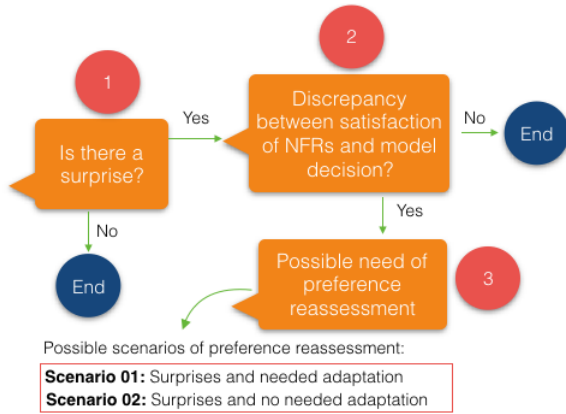 1
Is there a
surprise?
Yes
No
End
2
Discrepancy
between satisfaction
of NFRs and model
decision?
No
End
Yes
3
Possible need of
preference
reassessment
Possible scenarios of preference reassessment:
Scenario 01: Surprises and needed adaptation
Scenario 02: Surprises and no needed adaptation